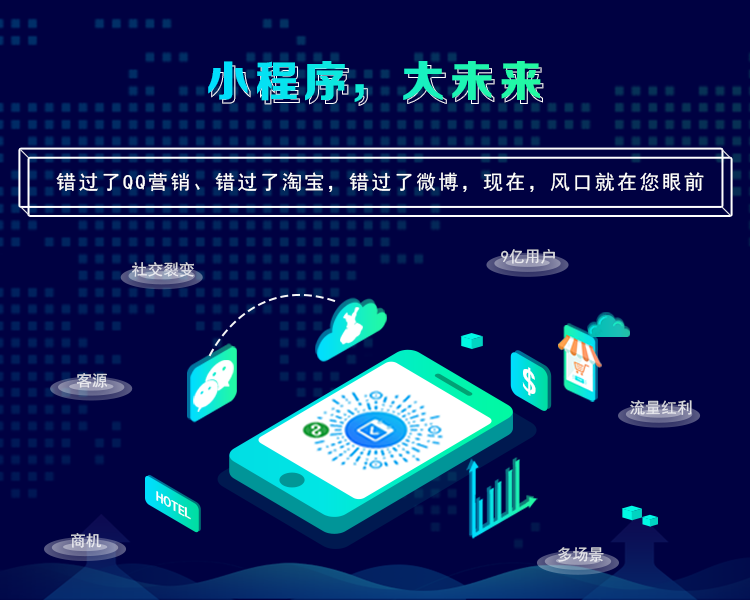 小程序，大未来
错过了QQ营销、错过了淘宝，错过了微博，现在，风口就在您眼前
社交裂变
9亿用户
客源
$
流量红利
HOTEL
商机
多场景